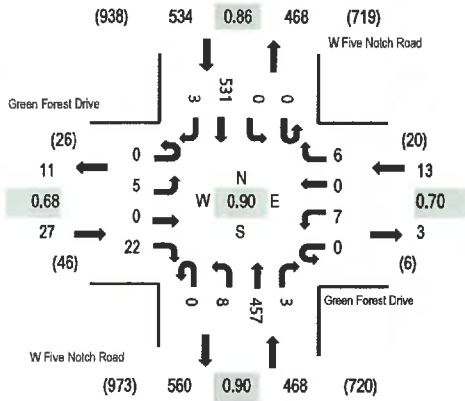 (938) 534 0.86 468 (719)
W Five Notch Road
Green Forest Drive
3 531 0 0
(26) (20)
11 0 6 13
5 N 0
0.68 W 0.90 E 0.70
0 S 7
27 22 0 3
(46) (6)
0 8 457 3
Green Forest Drive
W Five Notch Road
(973) 560 0.90 468 (720)